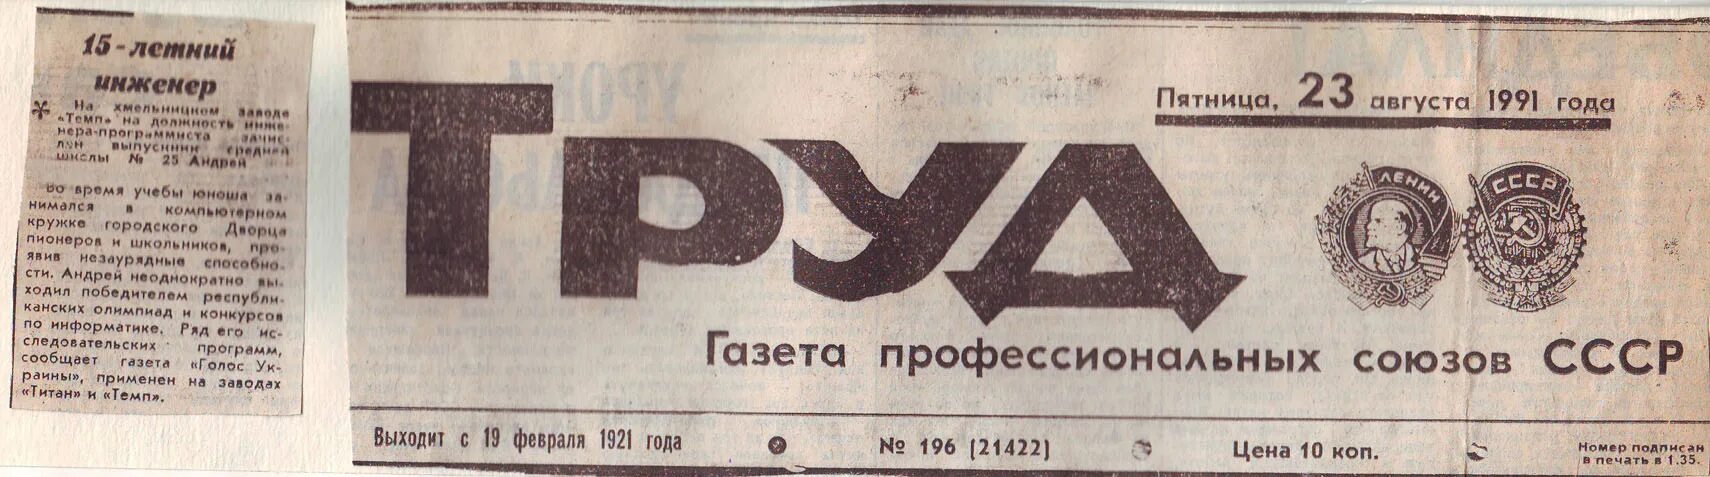 15-летний
инженер
На хмельницком заводе
«Темп» на должность инже-
нера-программиста зачис-
лен выпускник средней
школы № 25 Андрей
Во время учебы юноша за-
нимался в компьютерном
кружке городского Дворца
пионеров и школьников, про-
явив незаурядные способно-
сти. Андрей неоднократно вы-
ходил победителем республи-
канских олимпиад и конкурсов
по информатике. Ряд его ис-
следовательских программ,
сообщает газета «Голос Ук-
раины», применен на заводах
«Титан» и «Темп».
Пятница, 23 августа 1991 года
Труд
ЛЕНИН
СССР
Газета профессиональных союзов СССР
Выходит с 19 февраля 1921 года
№ 196 (21422)
Цена 10 коп.
Номер подписан
в печать в 1.35.